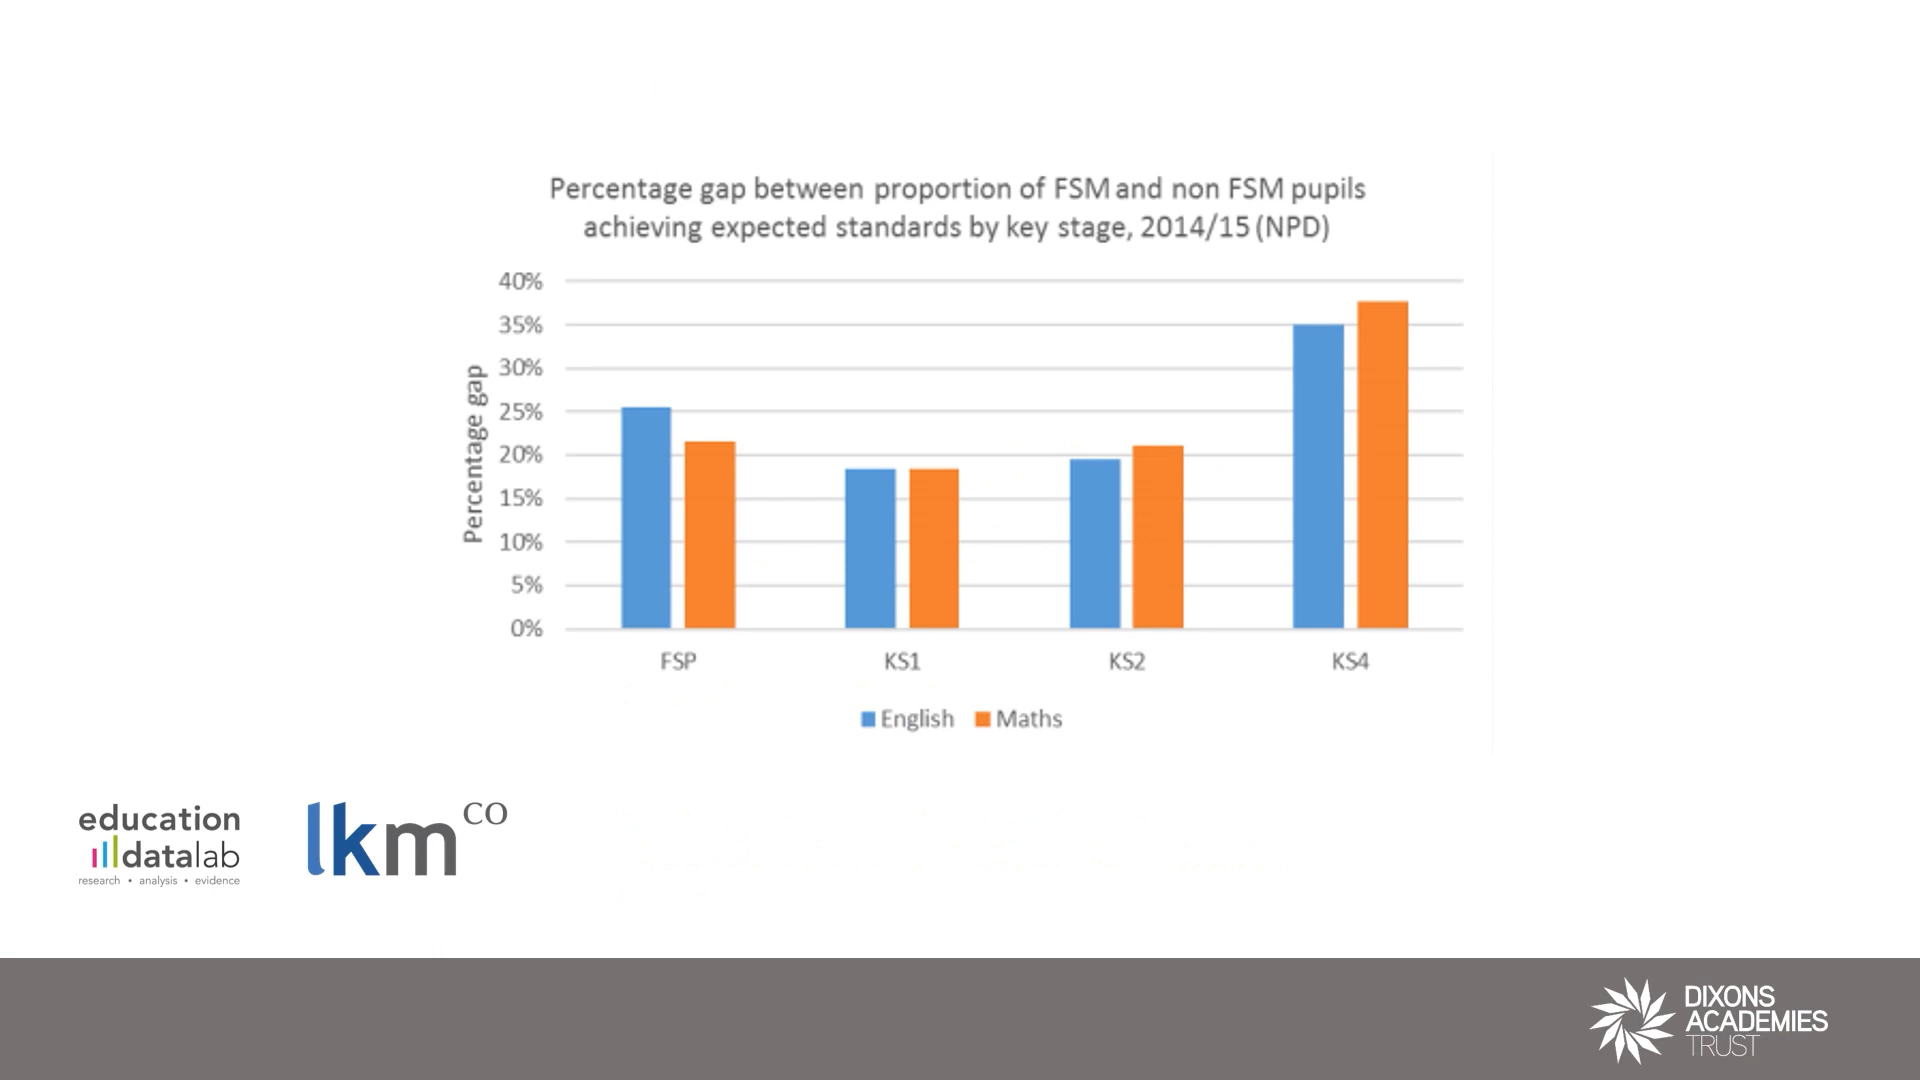 Percentage gap between proportion of FSM and non FSM pupils
achieving expected standards by key stage, 2014/15 (NPD)
Percentage gap
40%
35%
30%
25%
20%
15%
10%
5%
0%
FSP KS1 KS2 KS4
English Maths
education
datalab
research • analysis • evidence
lkm CO
DIXONS
ACADEMIES
TRUST